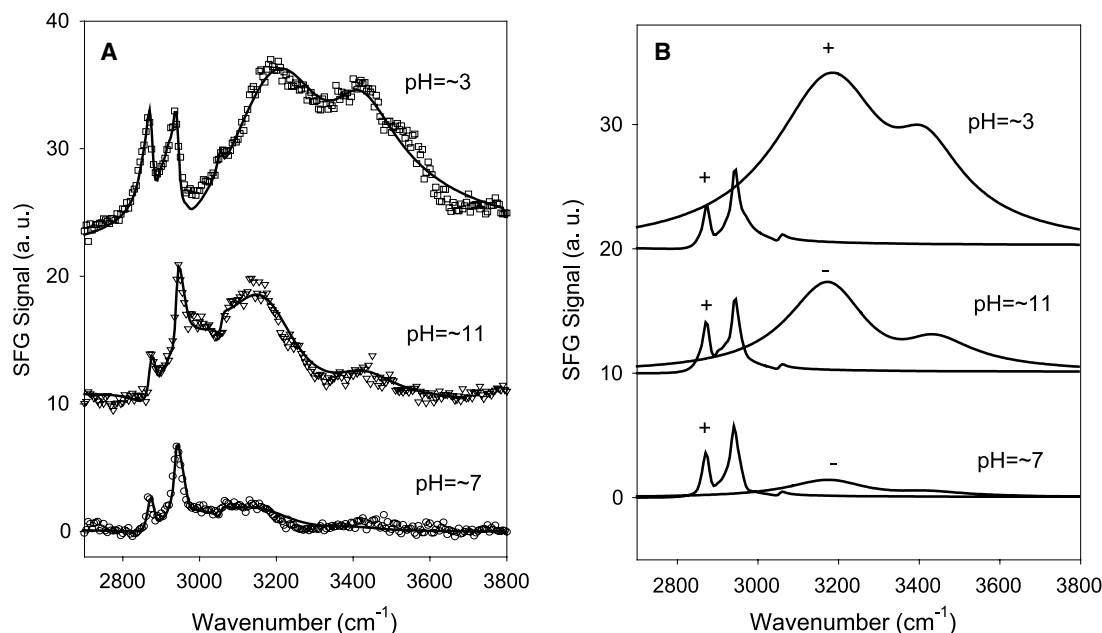 A
40
30
20
10
0
SFG Signal (a. u.)
pH=~3
pH=~11
pH=~7
2800 3000 3200 3400 3600 3800
Wavenumber (cm⁻¹)
B
30
20
10
0
SFG Signal (a. u.)
+
+
pH=~3
-
+
pH=~11
+
-
pH=~7
2800 3000 3200 3400 3600 3800
Wavenumber (cm⁻¹)